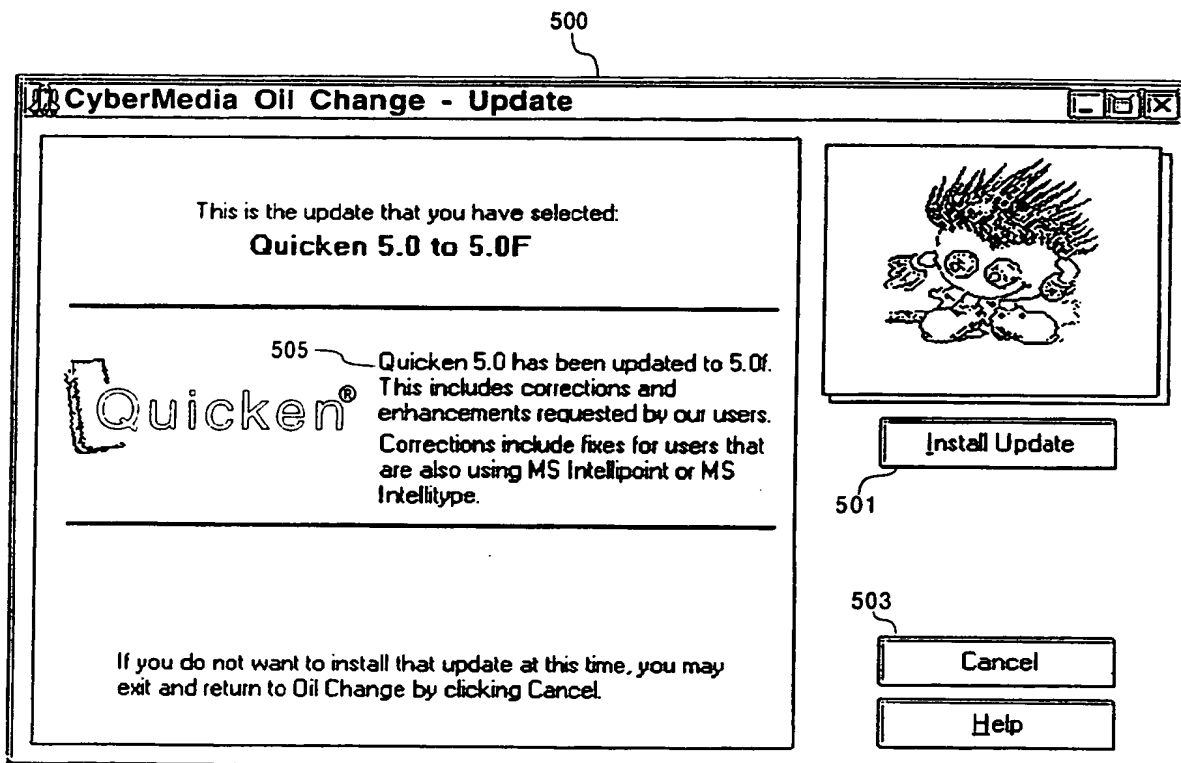 500
CyberMedia Oil Change - Update
This is the update that you have selected:
Quicken 5.0 to 5.0F
505
Quicken®
Quicken 5.0 has been updated to 5.0f.
This includes corrections and
enhancements requested by our users.
Corrections include fixes for users that
are also using MS Intellipoint or MS
Intellitype.
If you do not want to install that update at this time, you may
exit and return to Oil Change by clicking Cancel.
Install Update
501
503
Cancel
Help